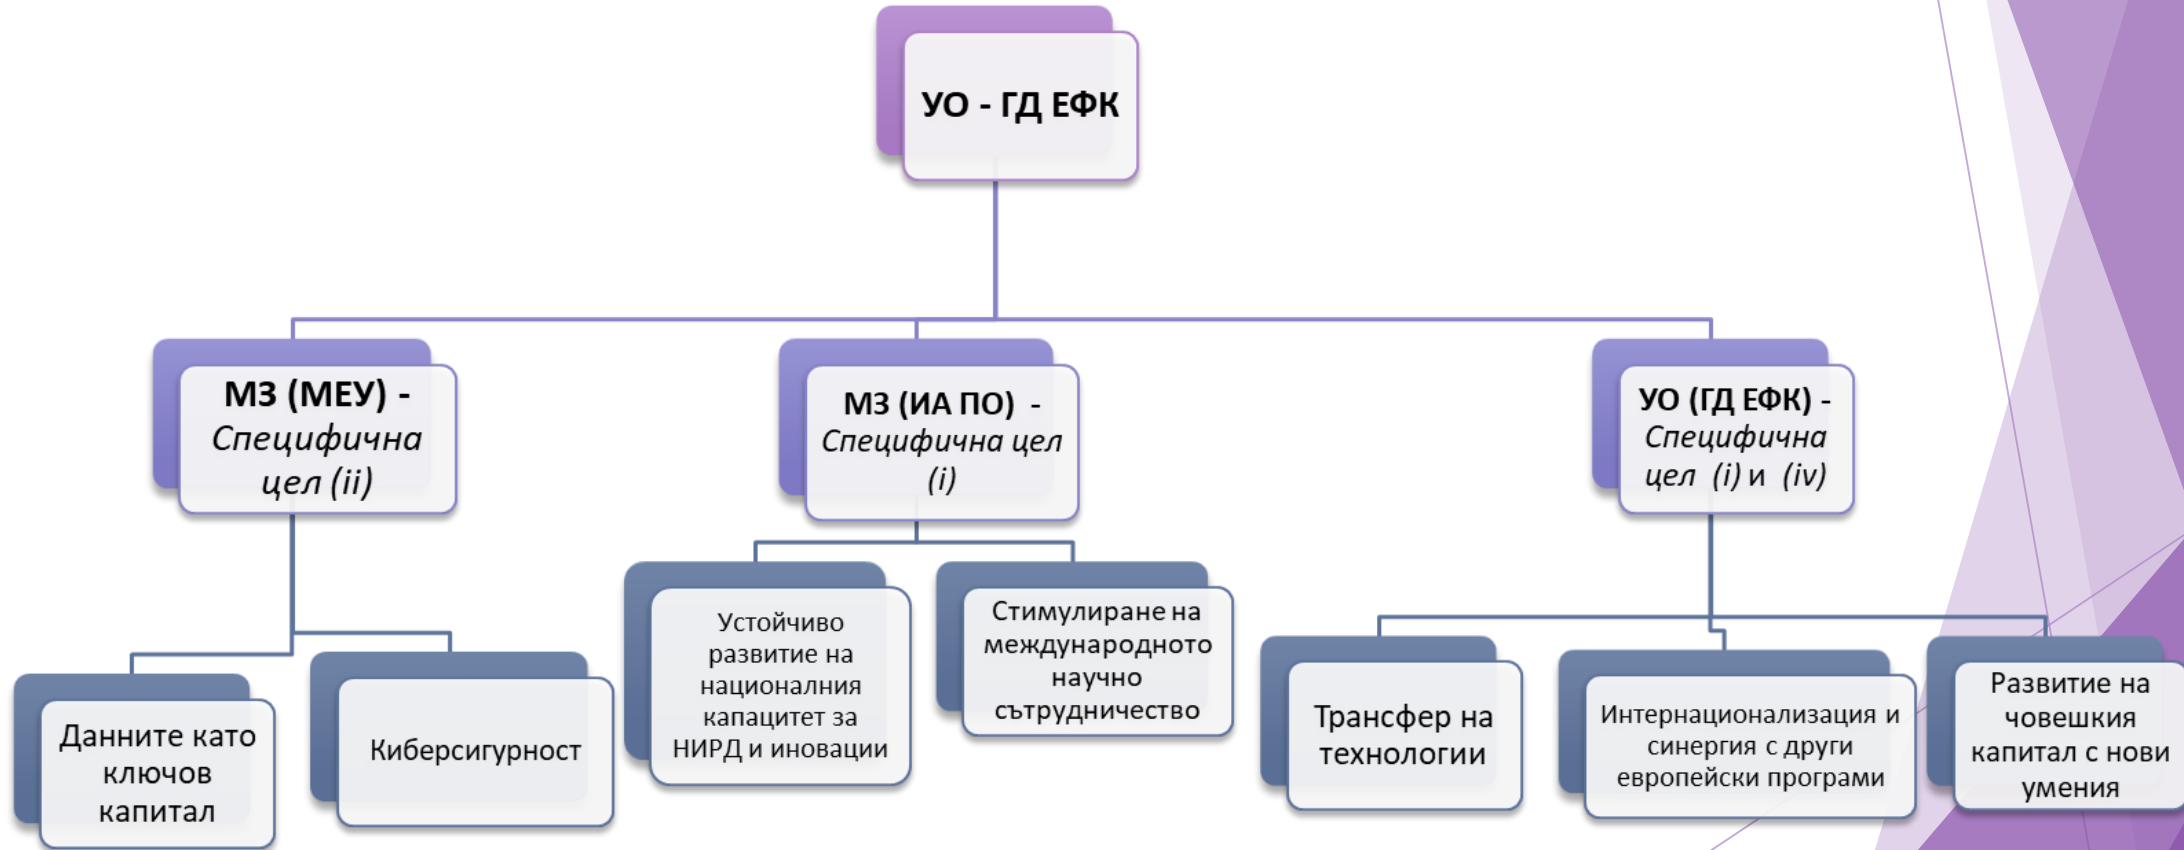 УО - ГД ЕФК
МЗ (МЕУ) -
Специфична
цел (ii)
МЗ (ИА ПО) -
Специфична цел
(i)
УО (ГД ЕФК) -
Специфична
цел (i) и (iv)
Данните като
ключов
капитал
Киберсигурност
Устойчиво
развитие на
националния
капацитет за
НИРД и иновации
Стимулиране на
международното
научно
сътрудничество
Трансфер на
технологии
Интернационализация и
синергия с други
европейски програми
Развитие на
човешкия
капитал с нови
умения